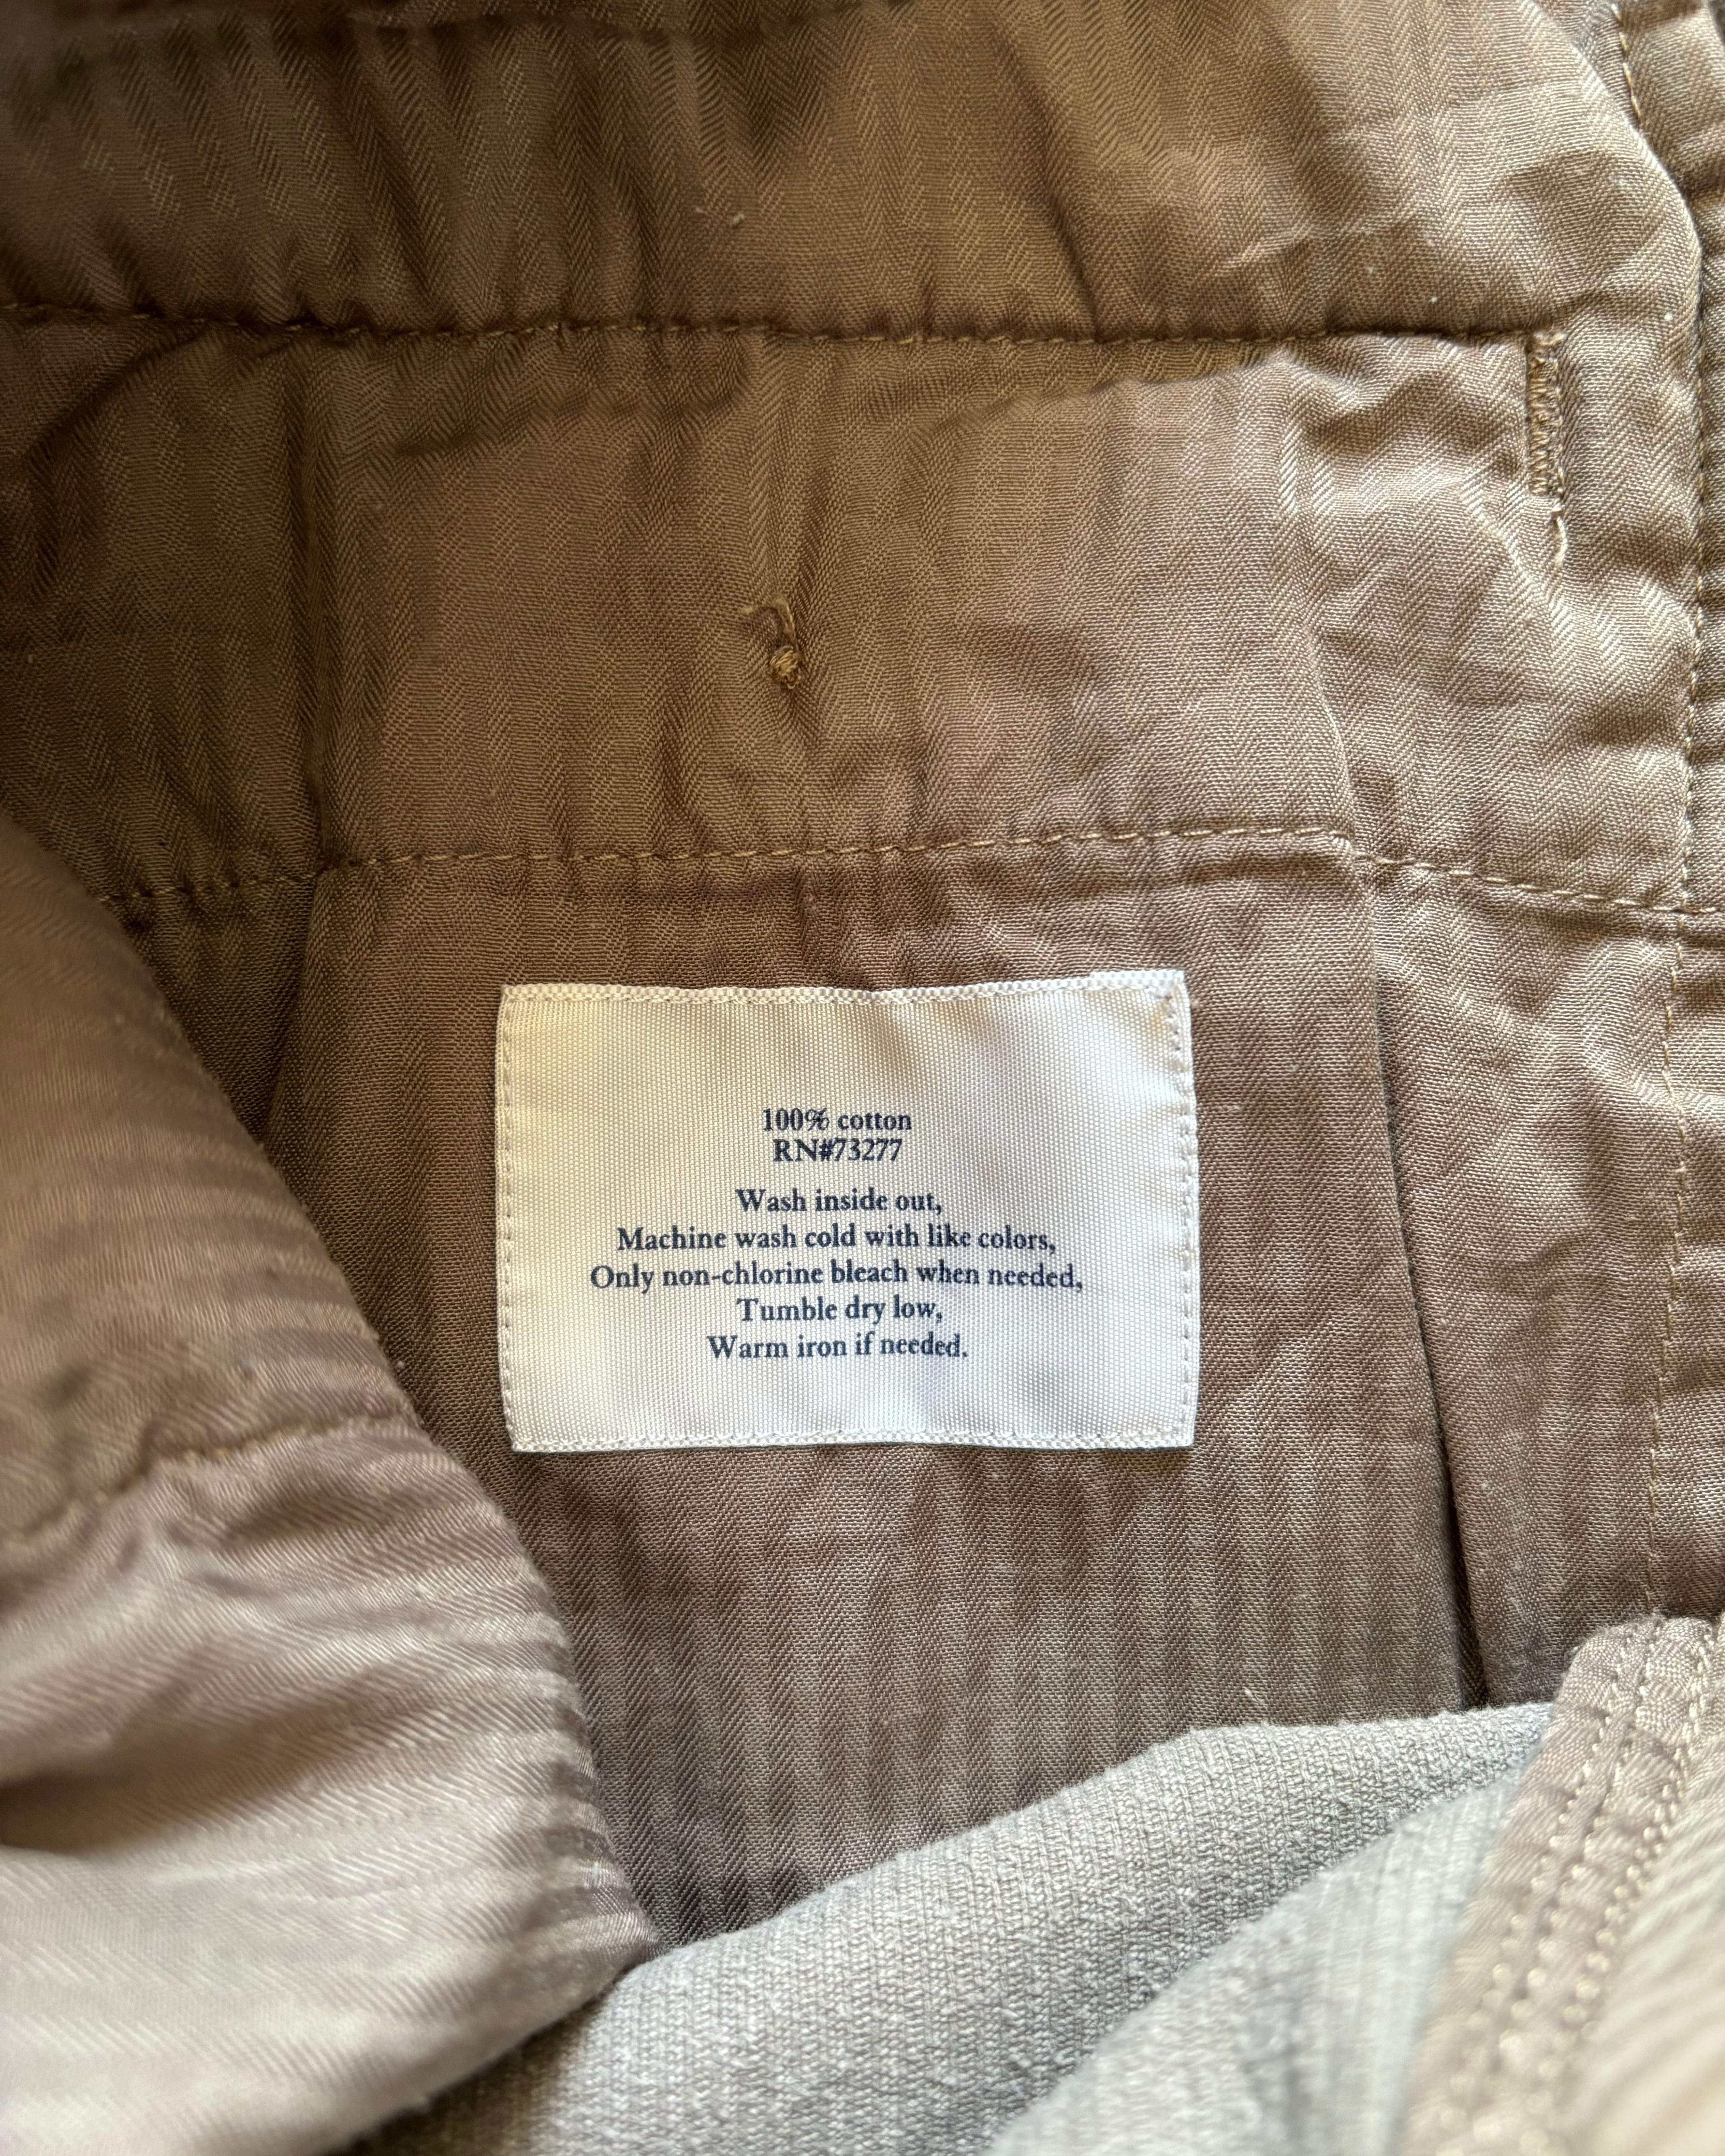 100% cotton
RN#73277
Wash inside out,
Machine wash cold with like colors,
Only non-chlorine bleach when needed,
Tumble dry low,
Warm iron if needed.